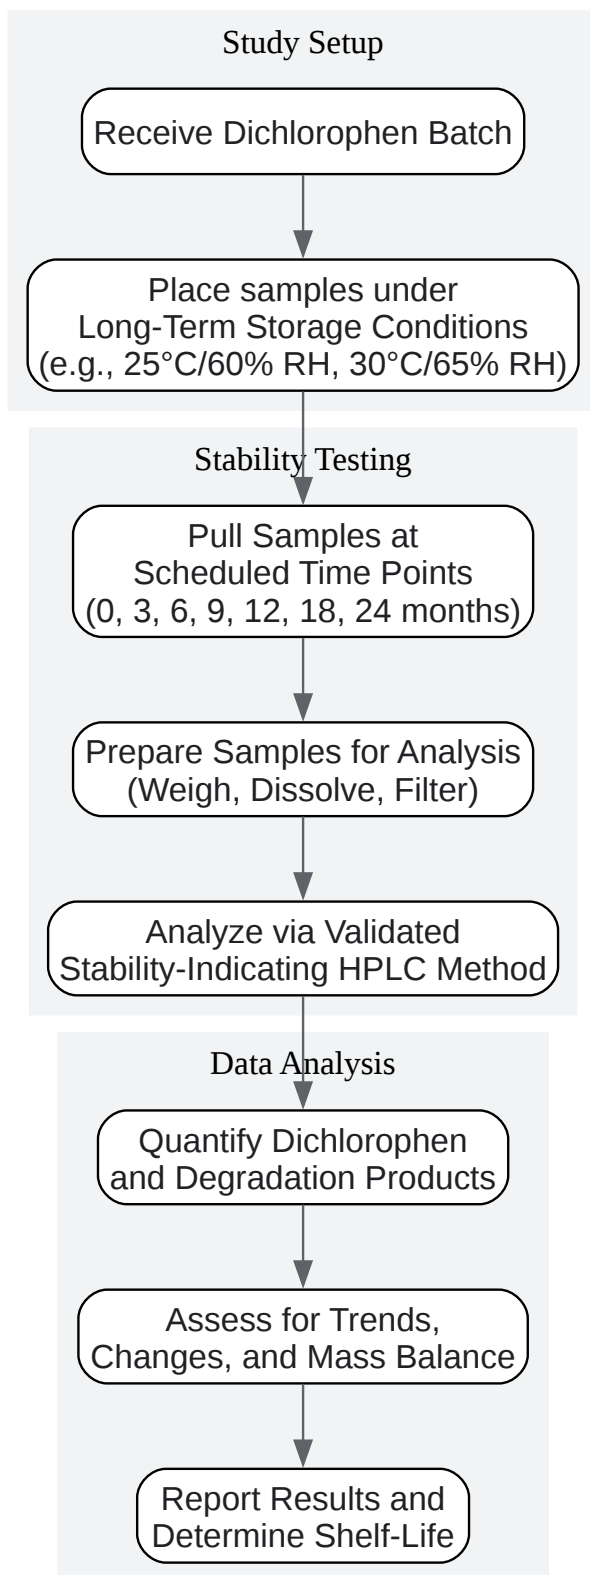 Study Setup
Receive Dichlorophen Batch
Place samples under
Long-Term Storage Conditions
(e.g., 25°C/60% RH, 30°C/65% RH)
Stability Testing
Pull Samples at
Scheduled Time Points
(0, 3, 6, 9, 12, 18, 24 months)
Prepare Samples for Analysis
(Weigh, Dissolve, Filter)
Analyze via Validated
Stability-Indicating HPLC Method
Data Analysis
Quantify Dichlorophen
and Degradation Products
Assess for Trends,
Changes, and Mass Balance
Report Results and
Determine Shelf-Life